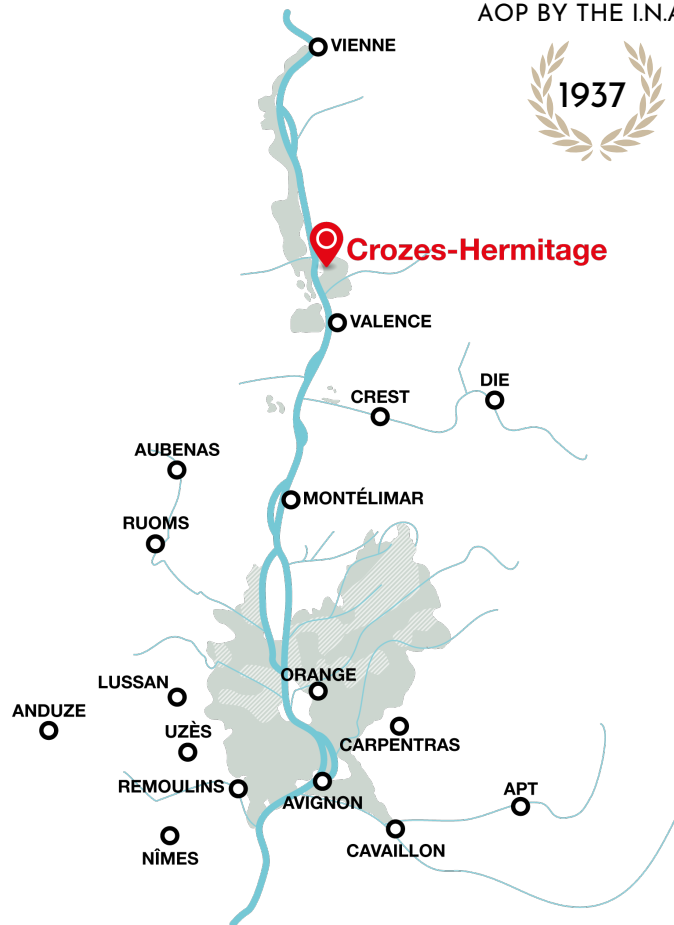 AOP BY THE I.N.A
1937
VIENNE
Crozes-Hermitage
VALENCE
DIE
CREST
AUBENAS
MONTÉLIMAR
RUOMS
ORANGE
LUSSAN
ANDUZE
UZÈS
CARPENTRAS
REMOULINS
APT
AVIGNON
CAVAILLON
NÎMES